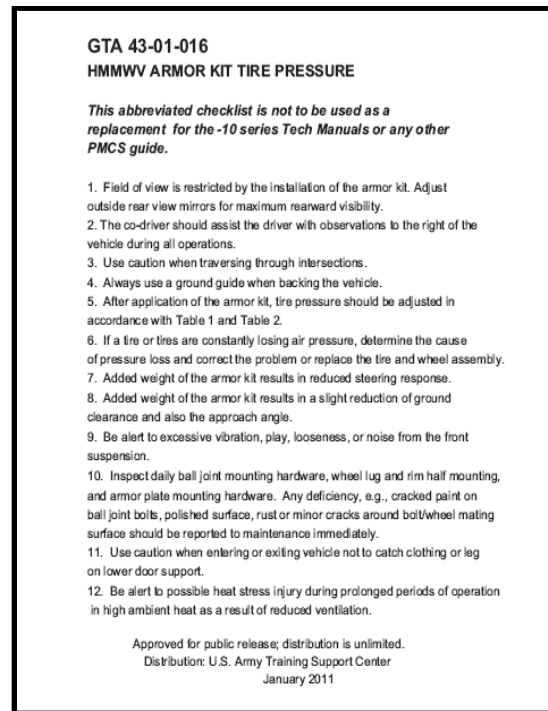 GTA 43-01-016
HMMWV ARMOR KIT TIRE PRESSURE
This abbreviated checklist is not to be used as a
replacement for the -10 series Tech Manuals or any other
PMCS guide.
1. Field of view is restricted by the installation of the armor kit. Adjust
outside rear view mirrors for maximum rearward visibility.
2. The co-driver should assist the driver with observations to the right of the
vehicle during all operations.
3. Use caution when traversing through intersections.
4. Always use a ground guide when backing the vehicle.
5. After application of the armor kit, tire pressure should be adjusted in
accordance with Table 1 and Table 2.
6. If a tire or tires are constantly losing air pressure, determine the cause
of pressure loss and correct the problem or replace the tire and wheel assembly.
7. Added weight of the armor kit results in reduced steering response.
8. Added weight of the armor kit results in a slight reduction of ground
clearance and also the approach angle.
9. Be alert to excessive vibration, play, looseness, or noise from the front
suspension.
10. Inspect daily ball joint mounting hardware, wheel lug and rim half mounting,
and armor plate mounting hardware. Any deficiency, e.g., cracked paint on
ball joint bolts, polished surface, rust or minor cracks around bolt/wheel mating
surface should be reported to maintenance immediately.
11. Use caution when entering or exiting vehicle not to catch clothing or leg
on lower door support.
12. Be alert to possible heat stress injury during prolonged periods of operation
in high ambient heat as a result of reduced ventilation.
Approved for public release; distribution is unlimited.
Distribution: U.S. Army Training Support Center
January 2011